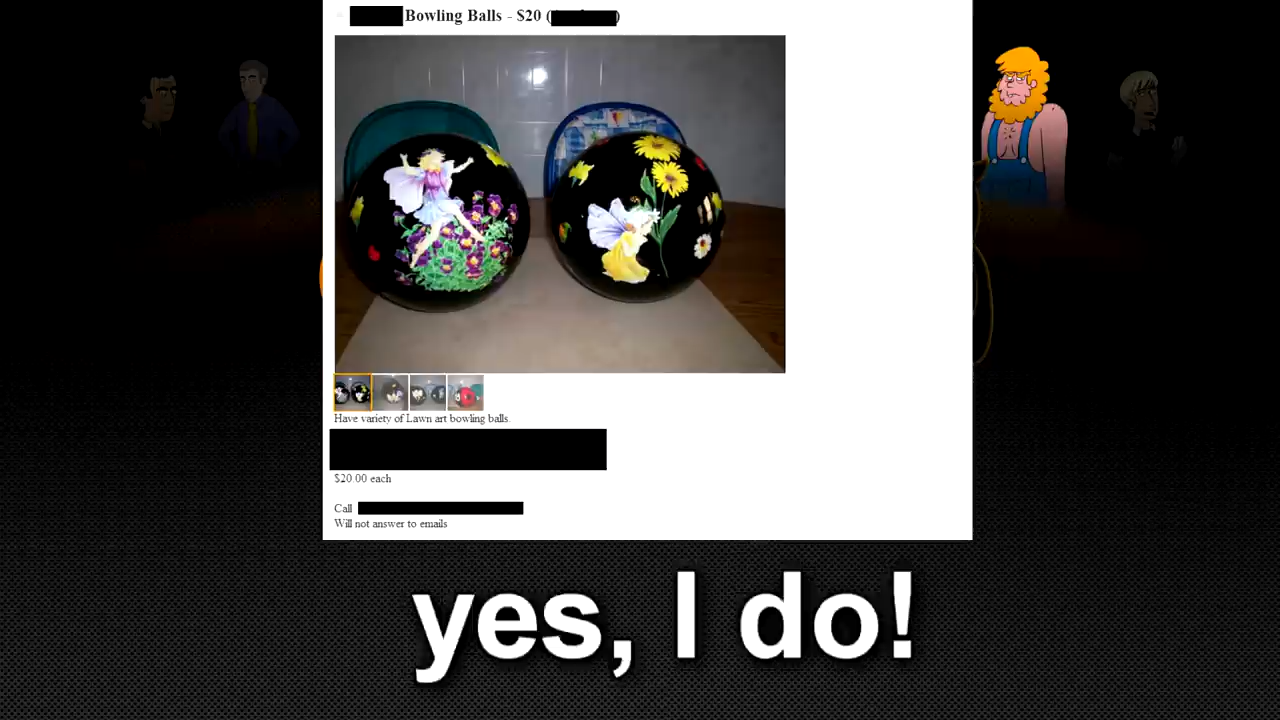 Bowling Balls - $20 (
Have variety of Lawn art bowling balls.
$20.00 each
Call
Will not answer to emails
yes, I do!